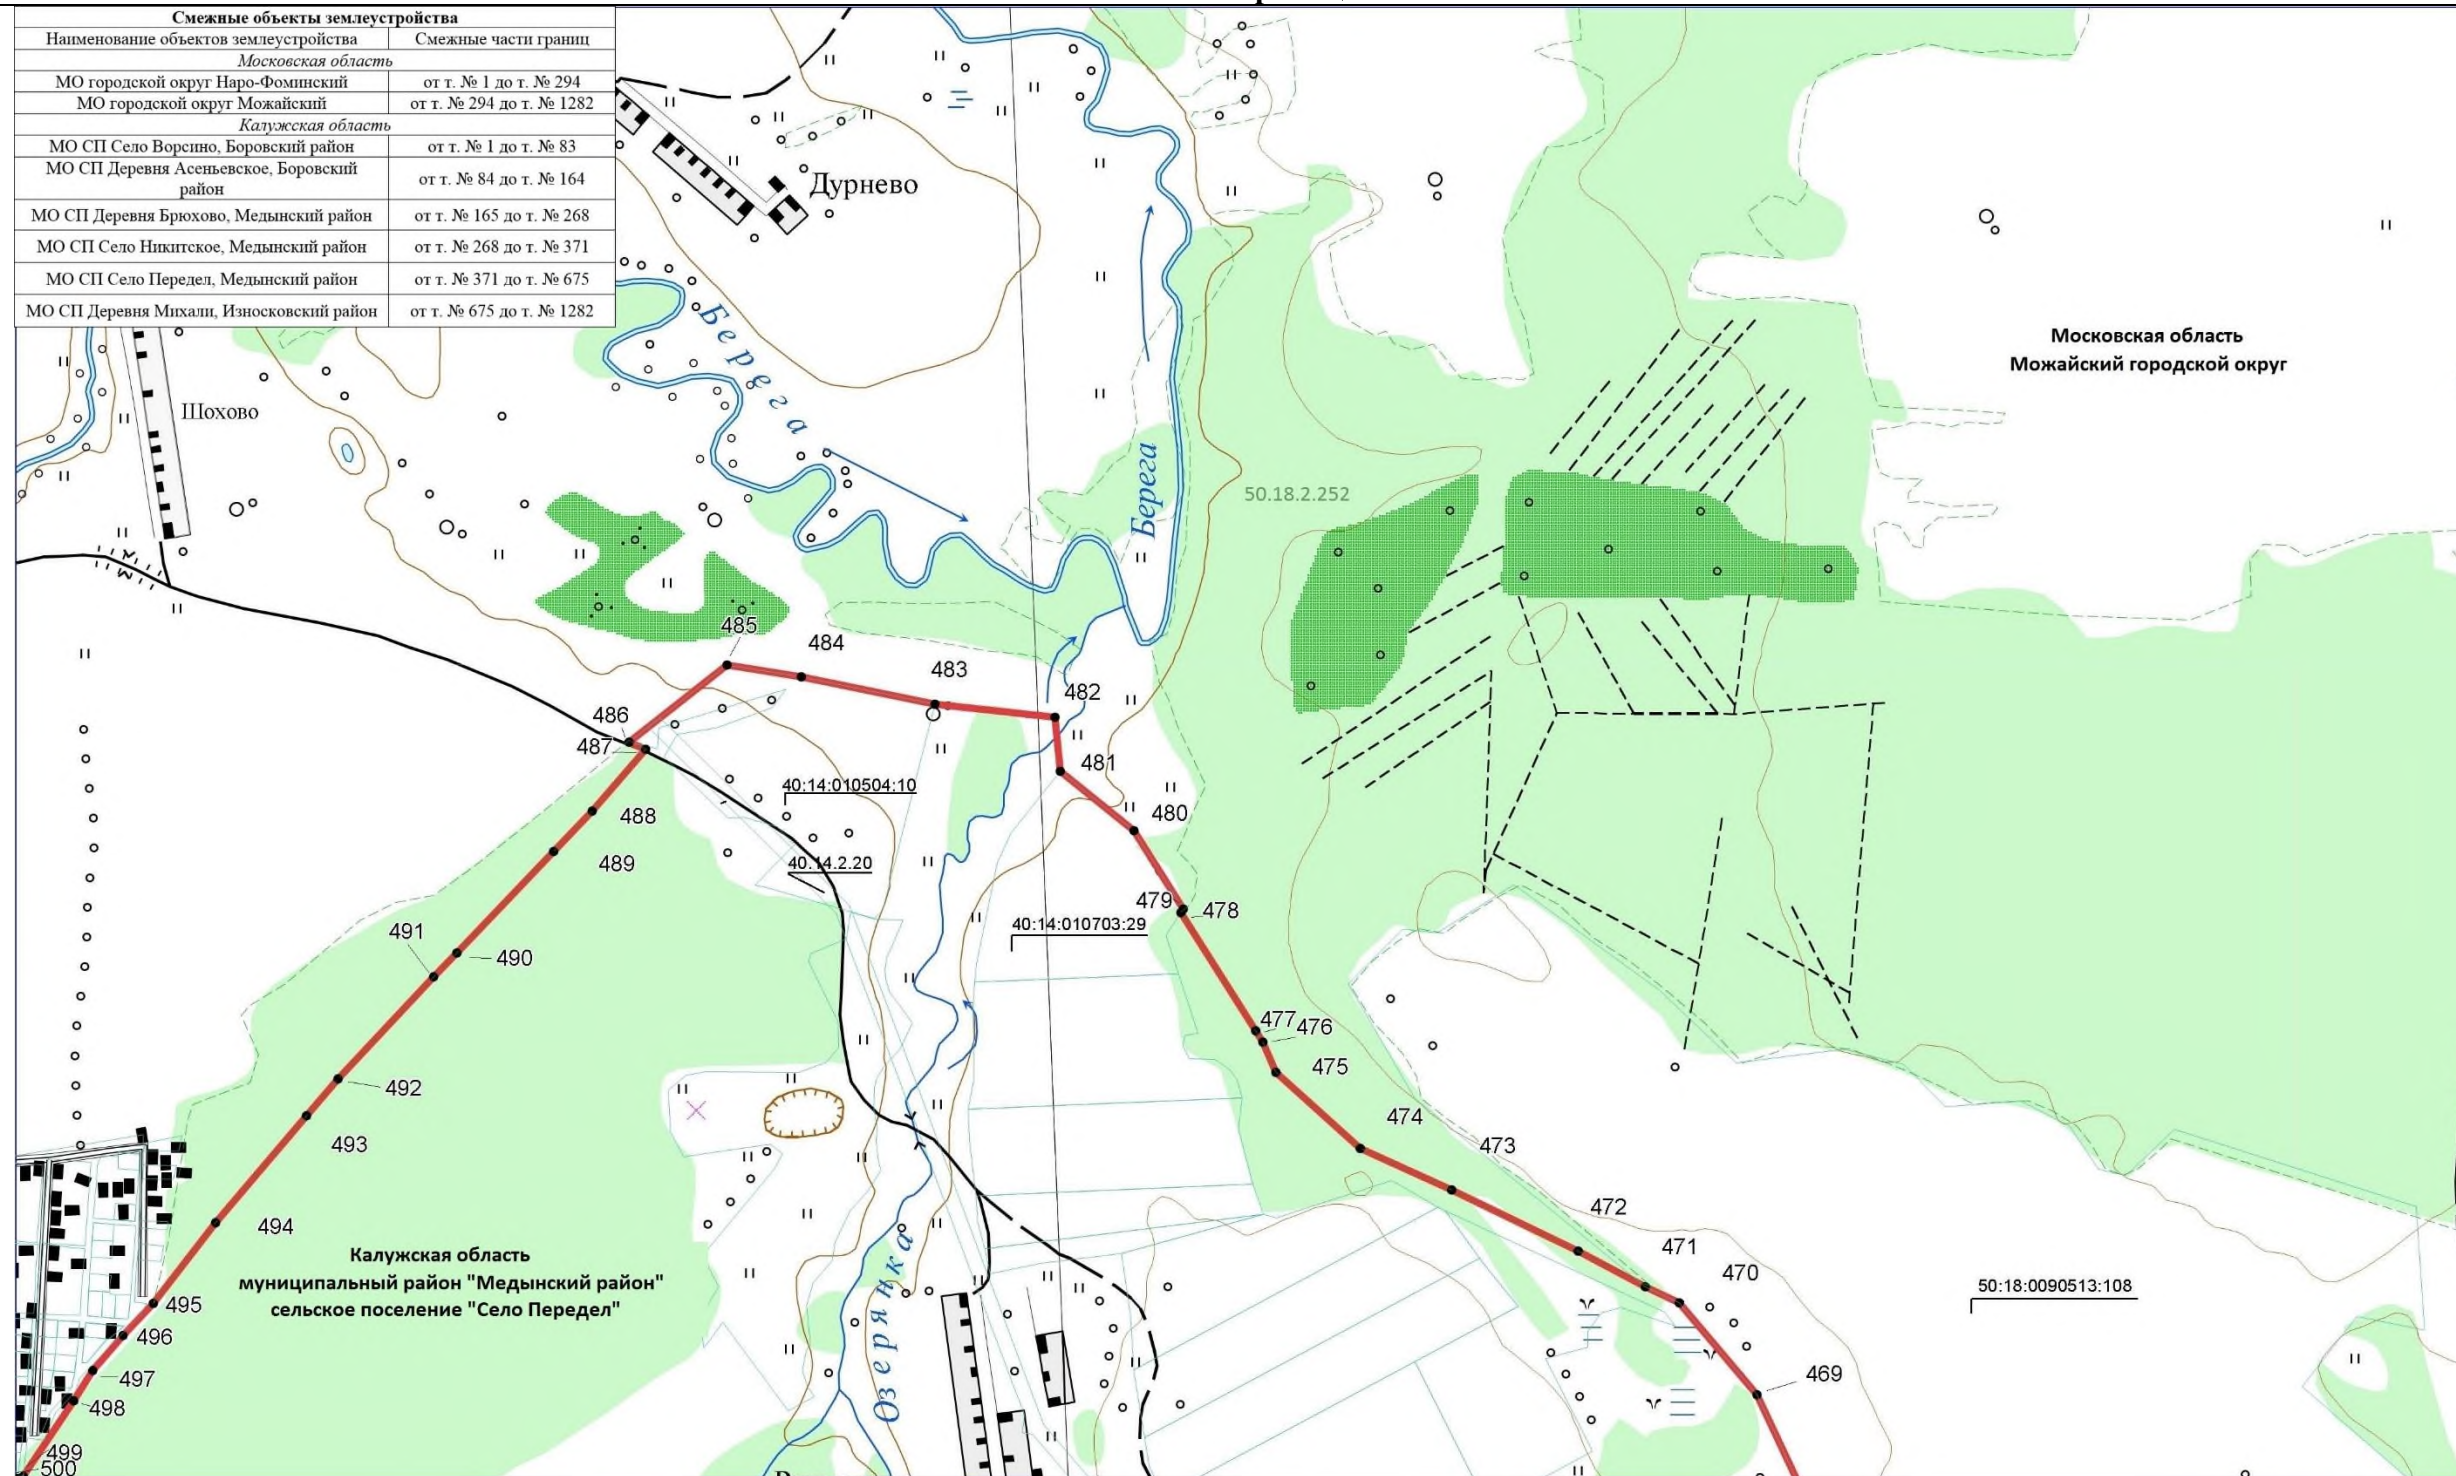 Смежные объекты землеустройства
Наименование объектов землеустройства Смежные части границ
Московская область
МО городской округ Наро-Фоминский от т. № 1 до т. № 294
МО городской округ Можайский от т. № 294 до т. № 1282
Калужская область
МО СП Село Ворсино, Боровский район от т. № 1 до т. № 83
МО СП Деревня Асеньевское, Боровский
район от т. № 84 до т. № 164
МО СП Деревня Брюхово, Медынский район от т. № 165 до т. № 268
МО СП Село Никитское, Медынский район от т. № 268 до т. № 371
МО СП Село Передел, Медынский район от т. № 371 до т. № 675
МО СП Деревня Михали, Износковский район от т. № 675 до т. № 1282
Дурнево
Берега
Московская область
Можайский городской округ
Шохово
Берега
50.18.2.252
485
484
483
482
486
487
481
40:14:010504:10
480
488
489
40.14.2.20
479
478
40:14:010703:29
491
490
477
476
475
492
474
493
473
472
494
471
470
Калужская область
муниципальный район "Медынский район"
сельское поселение "Село Передел"
Озерянка
50:18:0090513:108
495
496
497
469
498
499
500